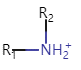 R₂
R₁ NH₂⁺